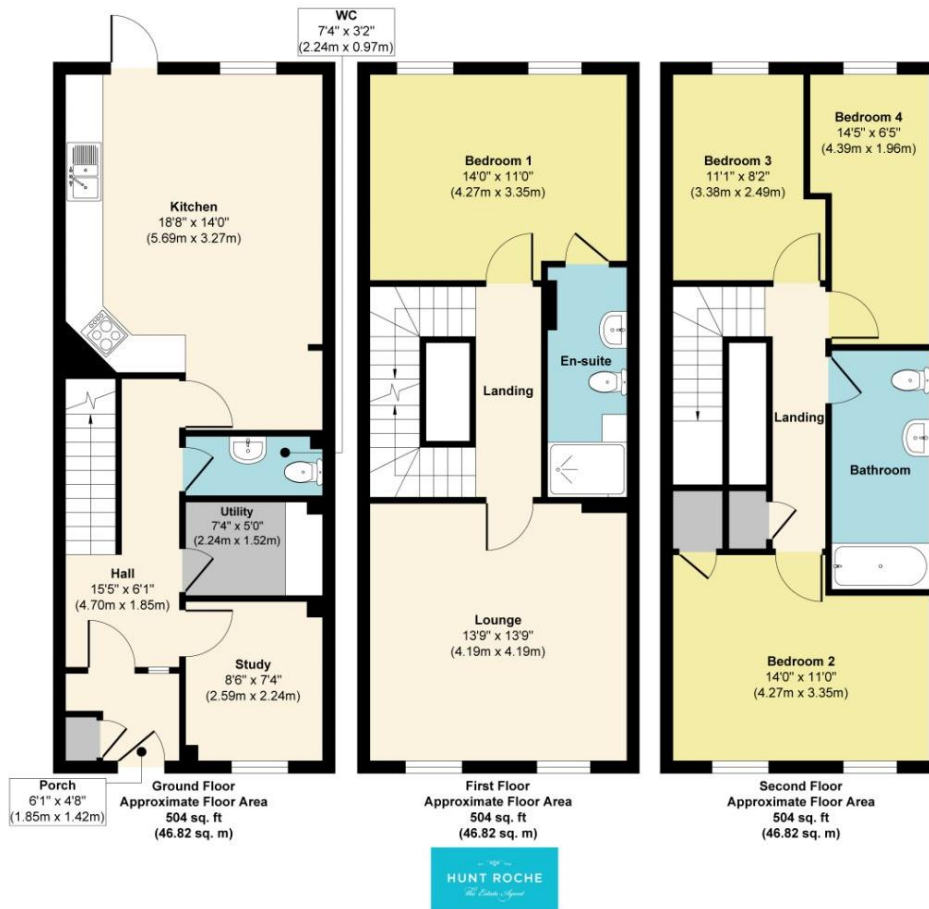 WC
7'4" x 3'2"
(2.24m x 0.97m)
Kitchen
18'8" x 14'0"
(5.69m x 3.27m)
Utility
7'4" x 5'0"
(2.24m x 1.52m)
Hall
15'5" x 6'1"
(4.70m x 1.85m)
Study
8'6" x 7'4"
(2.59m x 2.24m)
Porch
6'1" x 4'8"
(1.85m x 1.42m)
Ground Floor
Approximate Floor Area
504 sq. ft
(46.82 sq. m)
Bedroom 1
14'0" x 11'0"
(4.27m x 3.35m)
En-suite
Landing
Lounge
13'9" x 13'9"
(4.19m x 4.19m)
First Floor
Approximate Floor Area
504 sq. ft
(46.82 sq. m)
Bedroom 4
14'5" x 6'5"
(4.39m x 1.96m)
Bedroom 3
11'1" x 8'2"
(3.38m x 2.49m)
Landing
Bathroom
Bedroom 2
14'0" x 11'0"
(4.27m x 3.35m)
Second Floor
Approximate Floor Area
504 sq. ft
(46.82 sq. m)
HUNT ROCHE
The Estate Agent